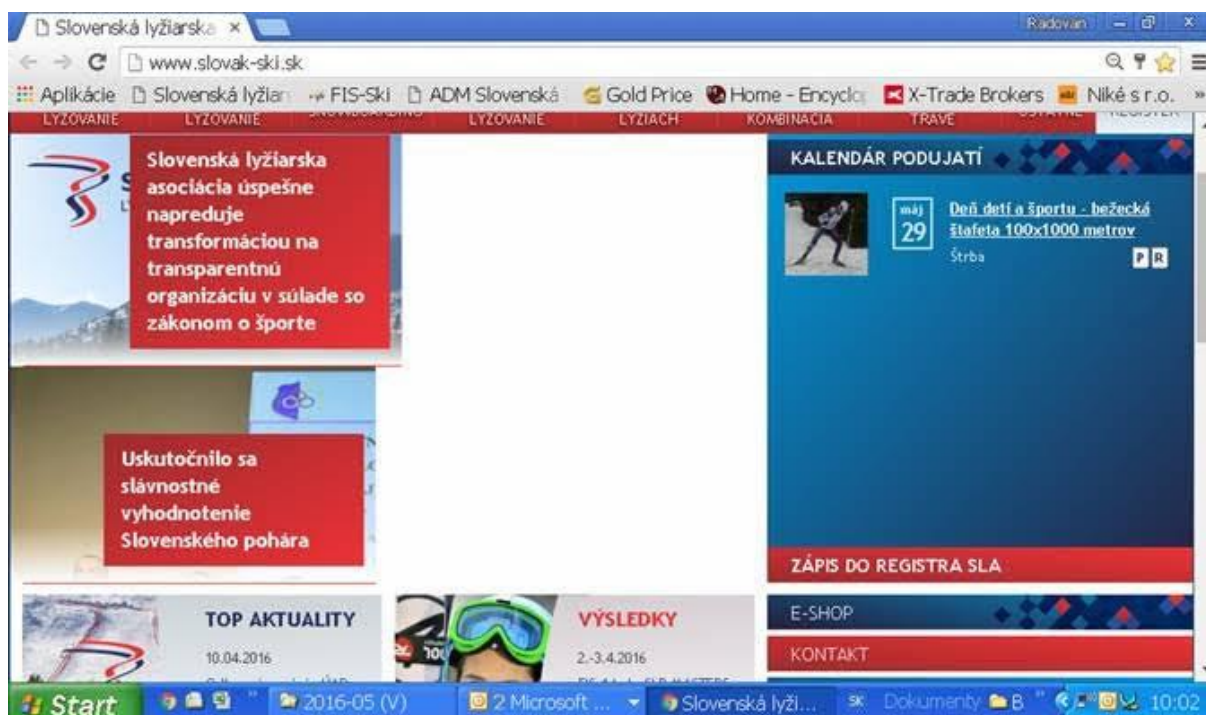 Slovenská lyžiarska
Radovan
www.slovak-ski.sk
Aplikácie
Slovenská lyžiar
FIS-Ski
ADM Slovenská
Gold Price
Home - Encyclop
X-Trade Brokers
Niké s r.o.
»
LYŽOVANIE
LYŽOVANIE
SNOWBOARDING
LYŽOVANIE
LYŽIACH
KOMBINÁCIA
TRÁVE
OSTATNÉ
REGISTER
Slovenská lyžiarska
asociácia úspešne
napreduje
transformáciou na
transparentnú
organizáciu v súlade so
zákonom o športe
Uskutočnilo sa
slávnostné
vyhodnotenie
Slovenského pohára
KALENDÁR PODUJATÍ
máj
29
Deň detí a športu - bežecká
štafeta 100x1000 metrov
Štrba
P R
ZÁPIS DO REGISTRA SLA
TOP AKTUALITY
10.04.2016
VÝSLEDKY
2.-3.4.2016
E-SHOP
KONTAKT
Start
2016-05 (V)
2 Microsoft ...
Slovenská lyži...
SK
Dokumenty
B
10:02